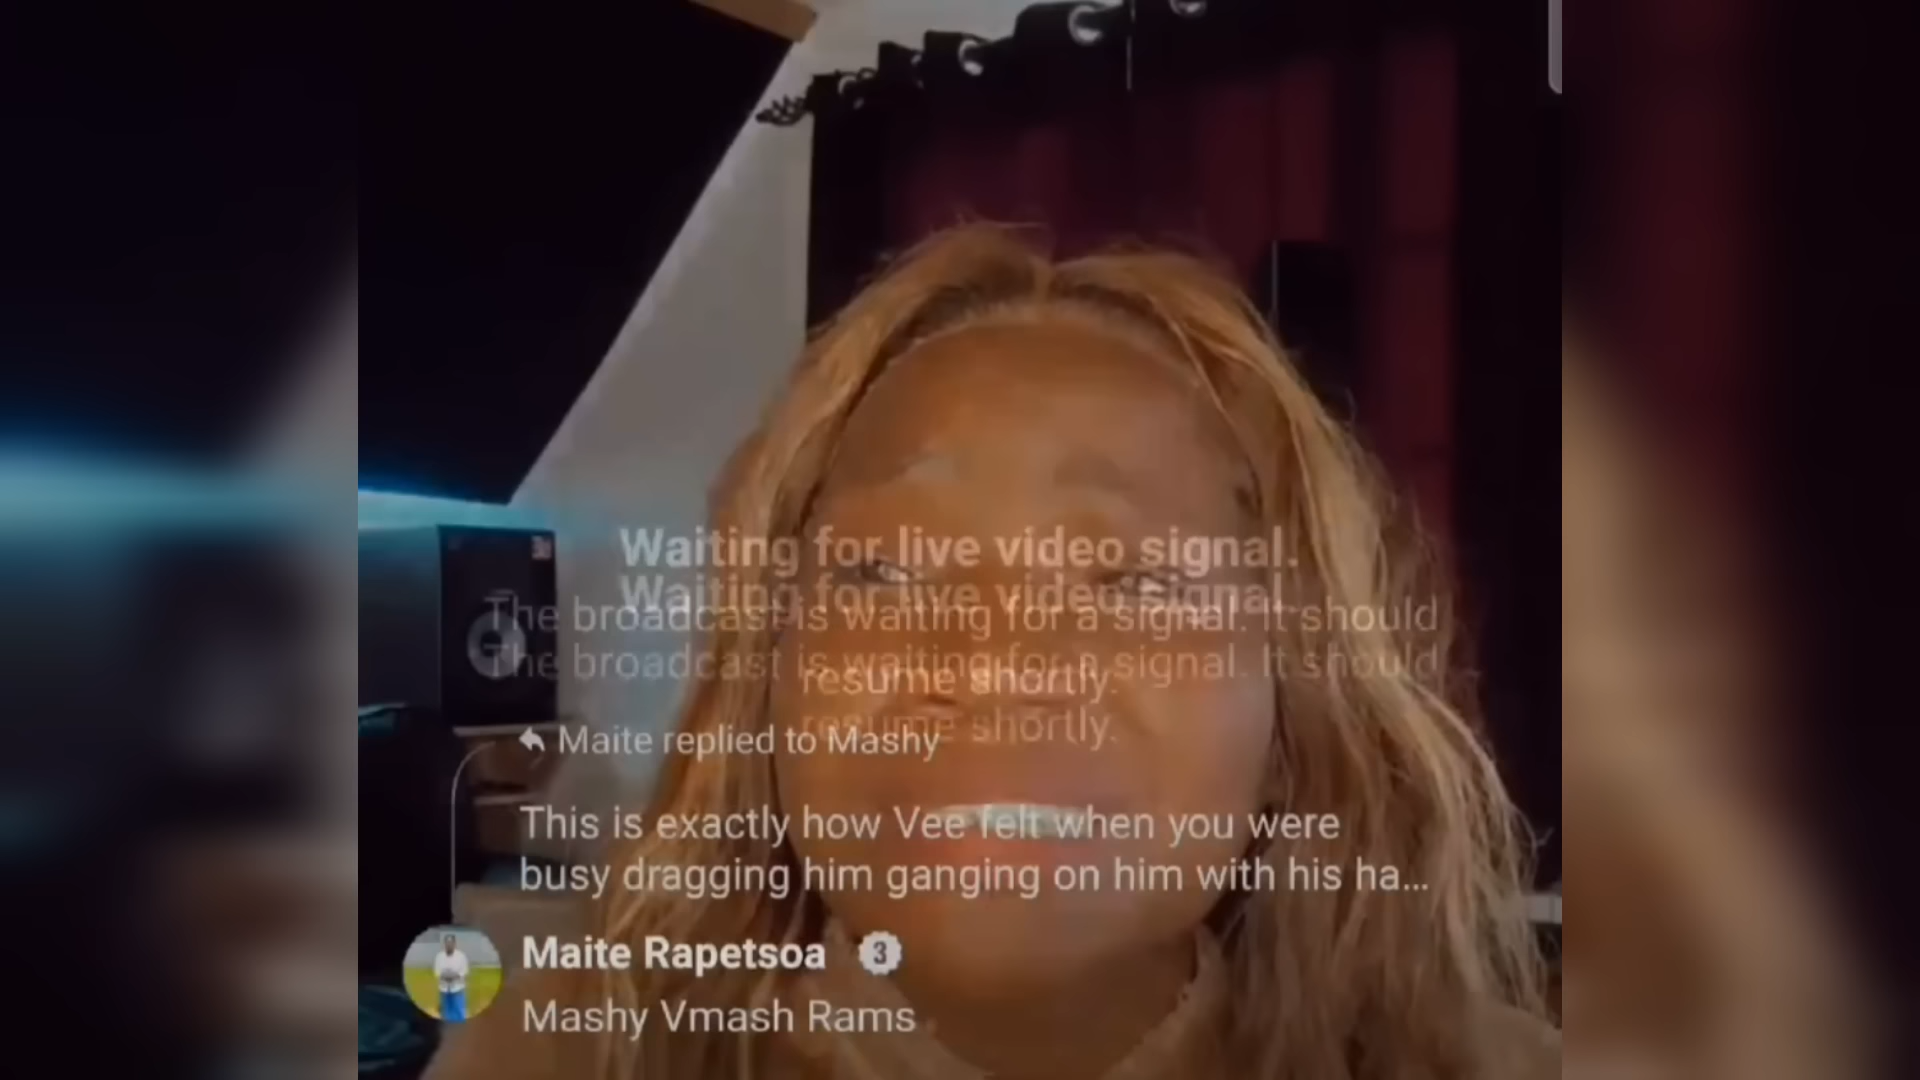 Waiting for live video signal.
Waiting for live video signal.
The broadcast is waiting for a signal. It should
The broadcast is waiting for a signal. It should
resume shortly.
resume shortly.
Maite replied to Mashy
This is exactly how Vee felt when you were
busy dragging him ganging on him with his ha...
Maite Rapetsoa 3
Mashy Vmash Rams